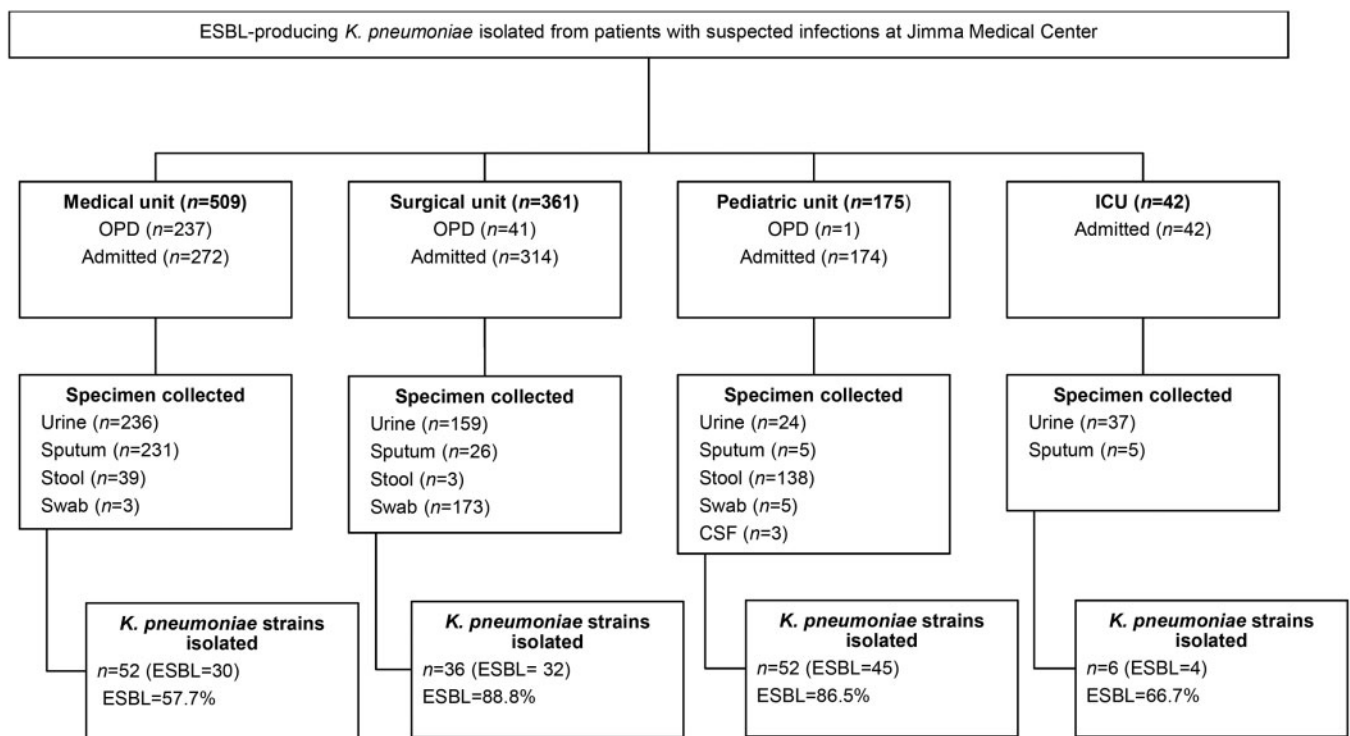 ESBL-producing K. pneumoniae isolated from patients with suspected infections at Jimma Medical Center
Medical unit (n=509)
OPD (n=237)
Admitted (n=272)
Surgical unit (n=361)
OPD (n=41)
Admitted (n=314)
Pediatric unit (n=175)
OPD (n=1)
Admitted (n=174)
ICU (n=42)
Admitted (n=42)
Specimen collected
Urine (n=236)
Sputum (n=231)
Stool (n=39)
Swab (n=3)
Specimen collected
Urine (n=159)
Sputum (n=26)
Stool (n=3)
Swab (n=173)
Specimen collected
Urine (n=24)
Sputum (n=5)
Stool (n=138)
Swab (n=5)
CSF (n=3)
Specimen collected
Urine (n=37)
Sputum (n=5)
K. pneumoniae strains
isolated
n=52 (ESBL=30)
ESBL=57.7%
K. pneumoniae strains
isolated
n=36 (ESBL= 32)
ESBL=88.8%
K. pneumoniae strains
isolated
n=52 (ESBL=45)
ESBL=86.5%
K. pneumoniae strains
isolated
n=6 (ESBL=4)
ESBL=66.7%